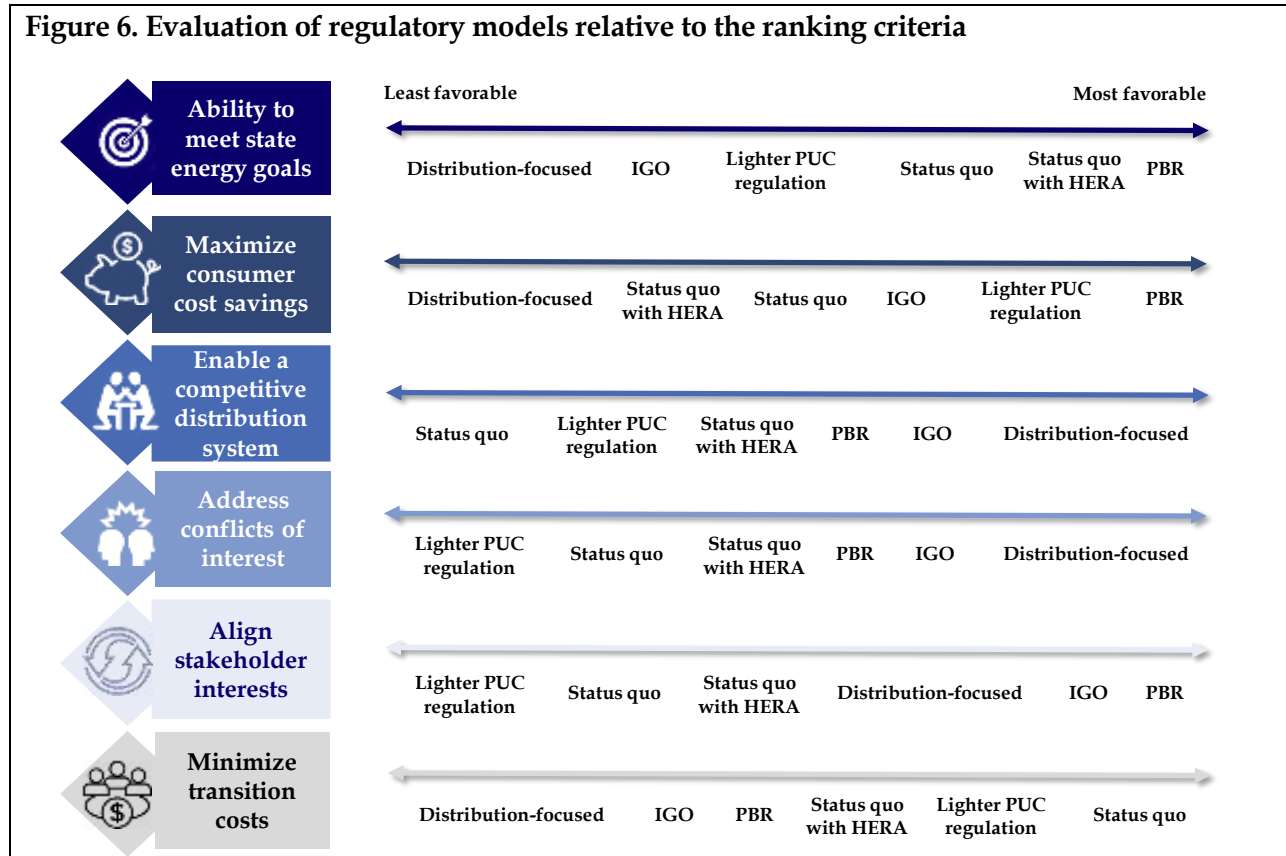 Figure 6. Evaluation of regulatory models relative to the ranking criteria
Ability to
meet state
energy goals
Least favorable
Most favorable
Distribution-focused
IGO
Lighter PUC
regulation
Status quo
Status quo
with HERA
PBR
$
Maximize
consumer
cost savings
Distribution-focused
Status quo
with HERA
Status quo
IGO
Lighter PUC
regulation
PBR
Enable a
competitive
distribution
system
Status quo
Lighter PUC
regulation
Status quo
with HERA
PBR
IGO
Distribution-focused
Address
conflicts of
interest
Lighter PUC
regulation
Status quo
Status quo
with HERA
PBR
IGO
Distribution-focused
Align
stakeholder
interests
Lighter PUC
regulation
Status quo
Status quo
with HERA
Distribution-focused
IGO
PBR
$
Minimize
transition
costs
Distribution-focused
IGO
PBR
Status quo
with HERA
Lighter PUC
regulation
Status quo